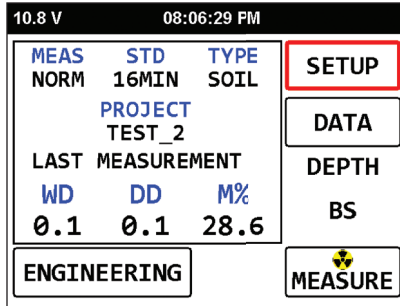 10.8 V 08:06:29 PM
MEAS STD TYPE
NORM 16MIN SOIL
PROJECT
TEST_2
LAST MEASUREMENT
WD DD M%
0.1 0.1 28.6
ENGINEERING
SETUP
DATA
DEPTH
BS
MEASURE